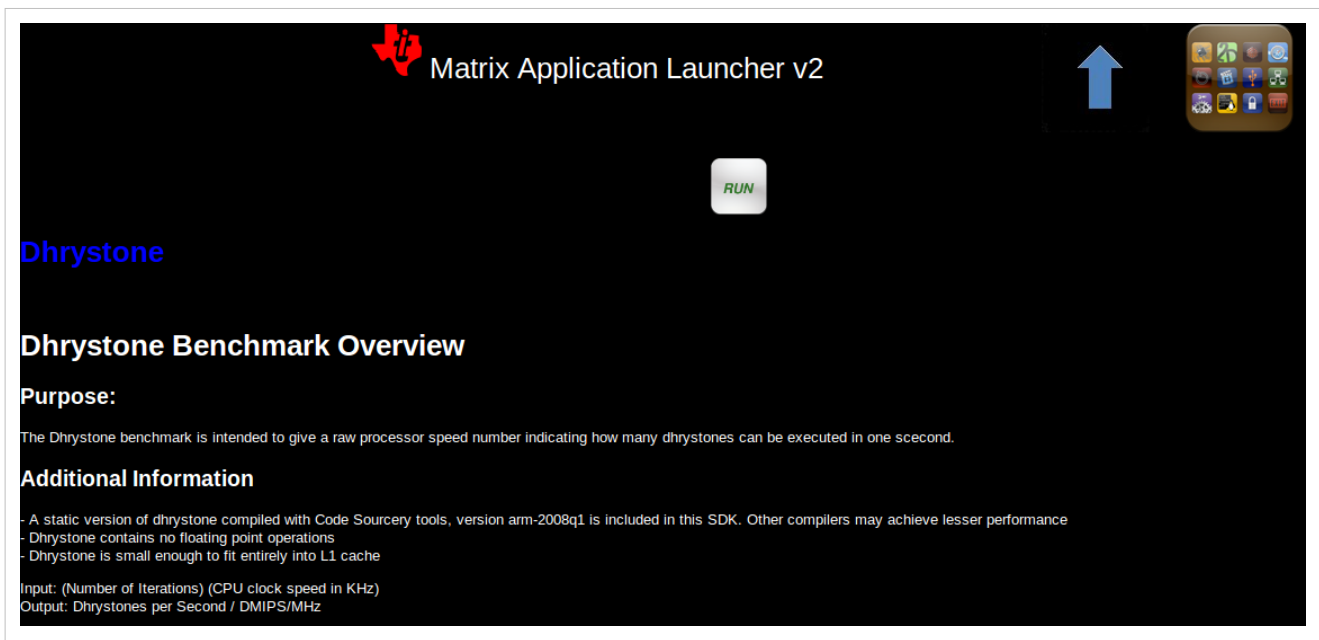 ti
Matrix Application Launcher v2
RUN
Dhrystone
Dhrystone Benchmark Overview
Purpose:
The Dhrystone benchmark is intended to give a raw processor speed number indicating how many dhrystones can be executed in one scecond.
Additional Information
- A static version of dhrystone compiled with Code Sourcery tools, version arm-2008q1 is included in this SDK. Other compilers may achieve lesser performance
- Dhrystone contains no floating point operations
- Dhrystone is small enough to fit entirely into L1 cache
Input: (Number of Iterations) (CPU clock speed in KHz)
Output: Dhrystones per Second / DMIPS/MHz